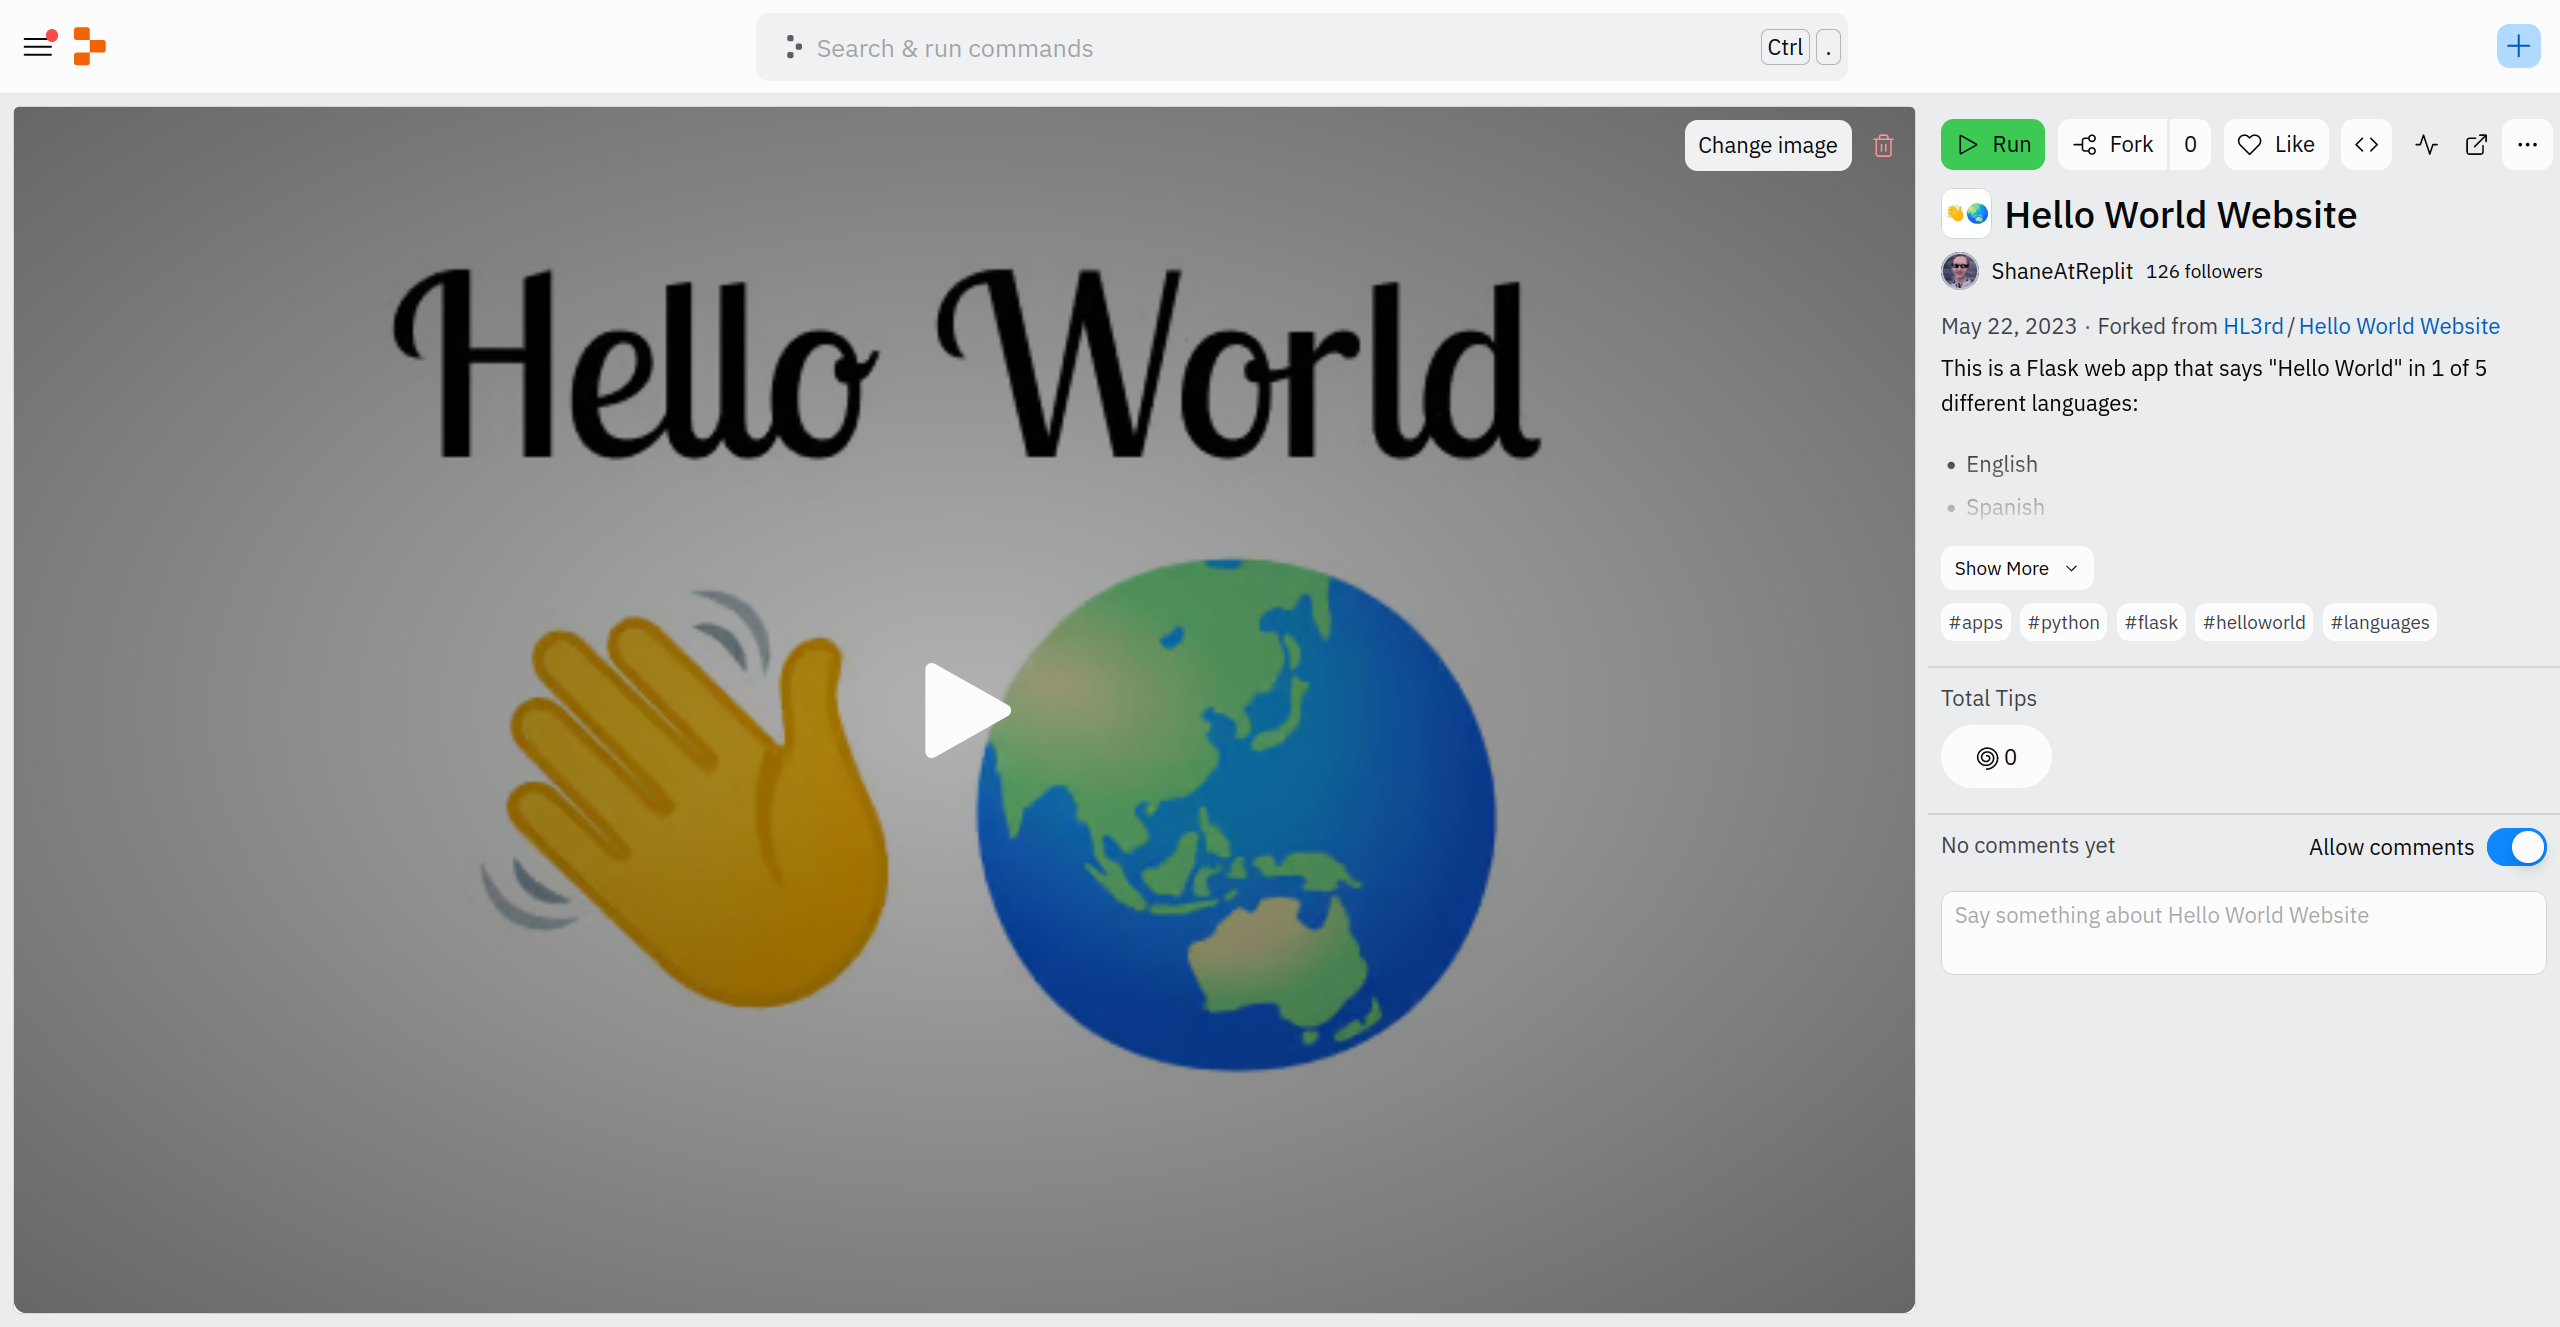 Search & run commands
Ctrl .
Change image
Hello World
Run
Fork 0
Like
Hello World Website
ShaneAtReplit 126 followers
May 22, 2023 · Forked from HL3rd/Hello World Website
This is a Flask web app that says "Hello World" in 1 of 5
different languages:
• English
• Spanish
Show More
#apps #python #flask #helloworld #languages
Total Tips
0
No comments yet Allow comments
Say something about Hello World Website